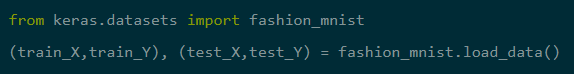 from keras.datasets import fashion_mnist
(train_X,train_Y), (test_X,test_Y) = fashion_mnist.load_data()